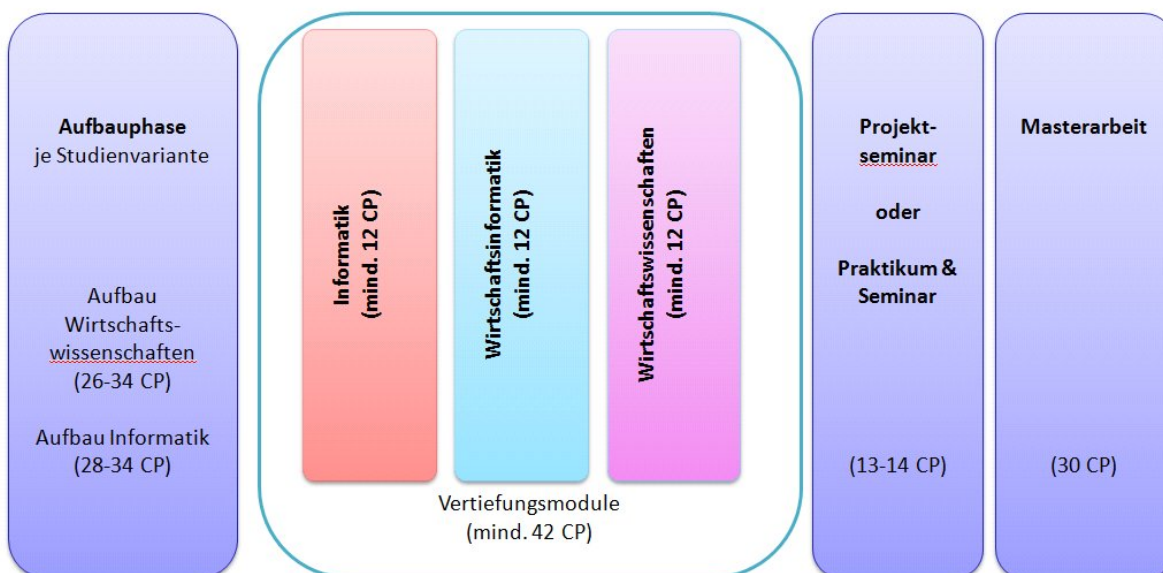 Aufbauphase
je Studienvariante
Aufbau
Wirtschafts-
wissenschaften
(26-34 CP)
Aufbau Informatik
(28-34 CP)
Informatik
(mind. 12 CP)
Wirtschaftsinformatik
(mind. 12 CP)
Wirtschaftswissenschaften
(mind. 12 CP)
Vertiefungsmodule
(mind. 42 CP)
Projekt-
seminar
oder
Praktikum &
Seminar
(13-14 CP)
Masterarbeit
(30 CP)